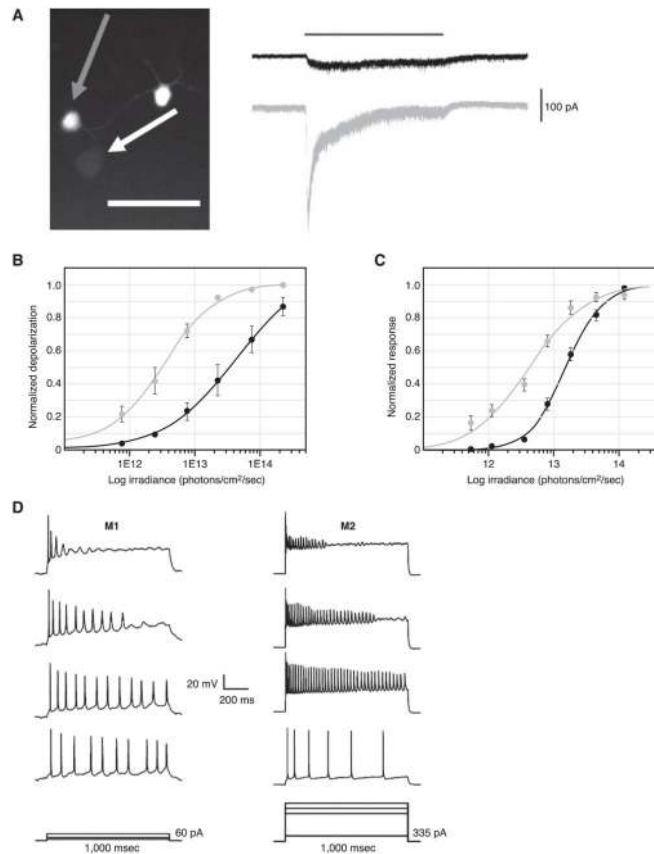 A
100 pA
B
C
Normalized depolarization
1.0
0.8
0.6
0.4
0.2
0
1E12
1E13
1E14
Log irradiance (photons/cm²/sec)
Normalized response
1.0
0.8
0.6
0.4
0.2
0
12
13
14
Log irradiance (photons/cm²/sec)
D
M1
M2
20 mV
200 ms
60 pA
1,000 msec
335 pA
1,000 msec